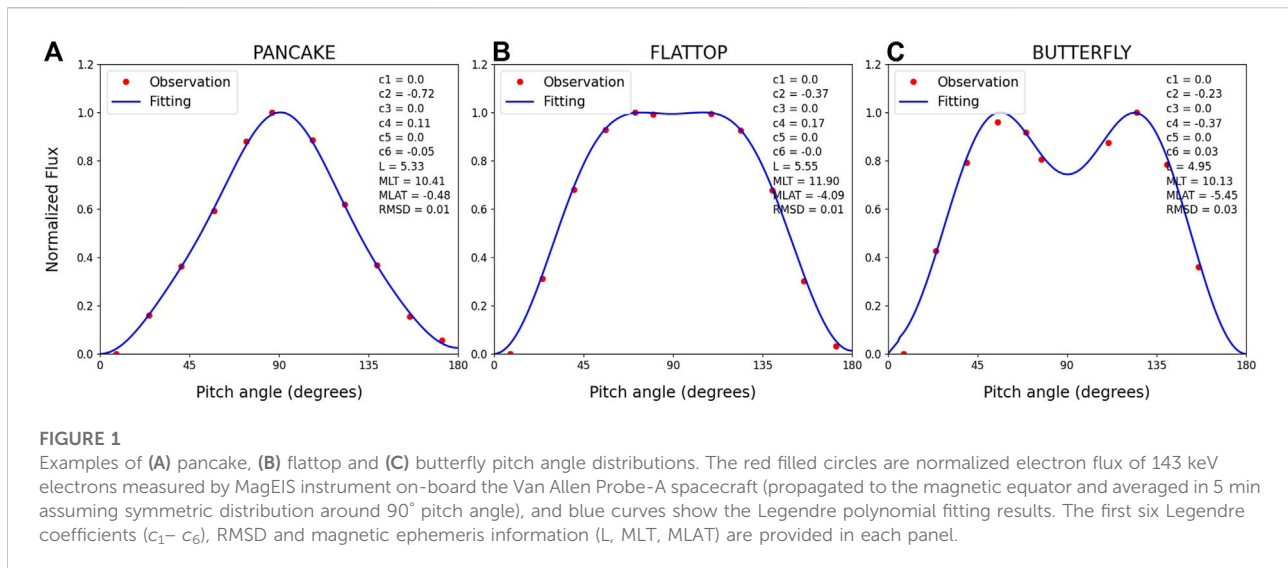 A
PANCAKE
Observation
Fitting
c1 = 0.0
c2 = -0.72
c3 = 0.0
c4 = 0.11
c5 = 0.0
c6 = -0.05
L = 5.33
MLT = 10.41
MLAT = -0.48
RMSD = 0.01
Normalized Flux
1.2
1.0
0.8
0.6
0.4
0.2
0.0
0
45
90
135
180
Pitch angle (degrees)
B
FLATTOP
Observation
Fitting
c1 = 0.0
c2 = -0.37
c3 = 0.0
c4 = 0.17
c5 = 0.0
c6 = -0.0
L = 5.55
MLT = 11.90
MLAT = -4.09
RMSD = 0.01
1.2
1.0
0.8
0.6
0.4
0.2
0.0
0
45
90
135
180
Pitch angle (degrees)
C
BUTTERFLY
Observation
Fitting
c1 = 0.0
c2 = -0.23
c3 = 0.0
c4 = -0.37
c5 = 0.0
c6 = 0.03
L = 4.95
MLT = 10.13
MLAT = -5.45
RMSD = 0.03
1.2
1.0
0.8
0.6
0.4
0.2
0.0
0
45
90
135
180
Pitch angle (degrees)
FIGURE 1
Examples of (A) pancake, (B) flattop and (C) butterfly pitch angle distributions. The red filled circles are normalized electron flux of 143 keV
electrons measured by MagEIS instrument on-board the Van Allen Probe-A spacecraft (propagated to the magnetic equator and averaged in 5 min
assuming symmetric distribution around 90° pitch angle), and blue curves show the Legendre polynomial fitting results. The first six Legendre
coefficients (c₁– c₆), RMSD and magnetic ephemeris information (L, MLT, MLAT) are provided in each panel.